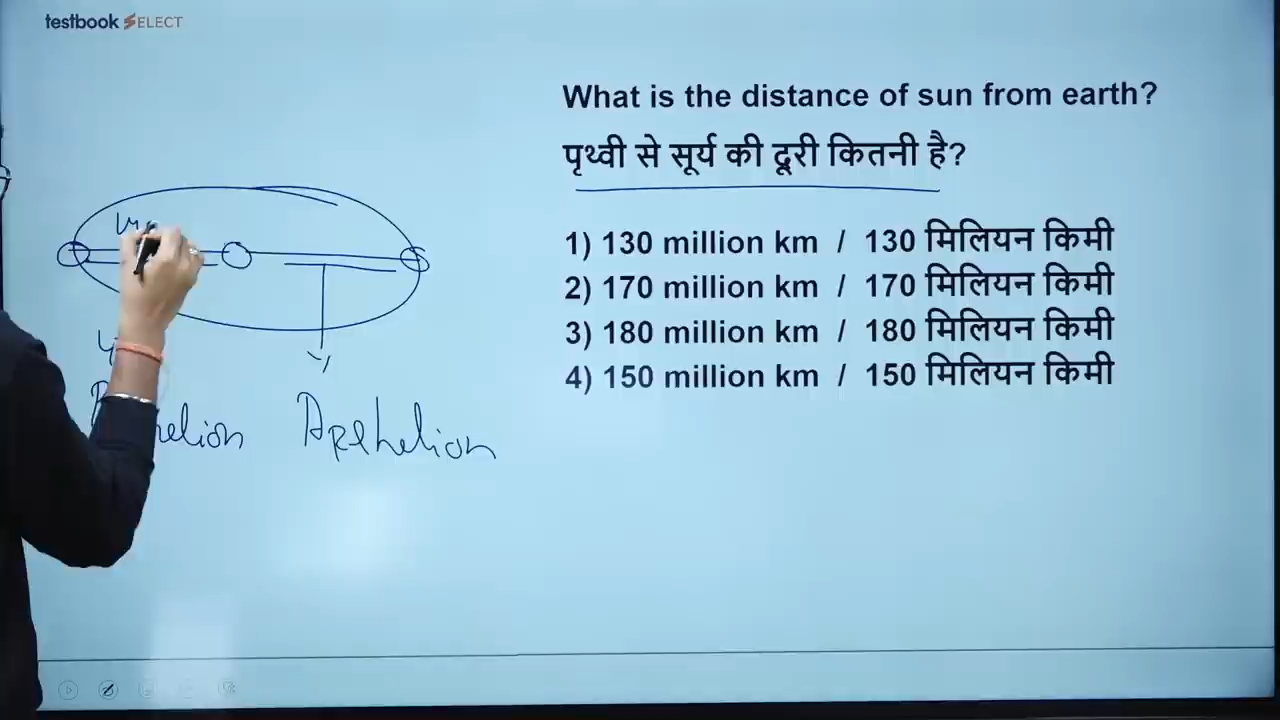 testbook SELECT
What is the distance of sun from earth?
पृथ्वी से सूर्य की दूरी कितनी है?
1) 130 million km / 130 मिलियन किमी
2) 170 million km / 170 मिलियन किमी
3) 180 million km / 180 मिलियन किमी
4) 150 million km / 150 मिलियन किमी
Apehelion